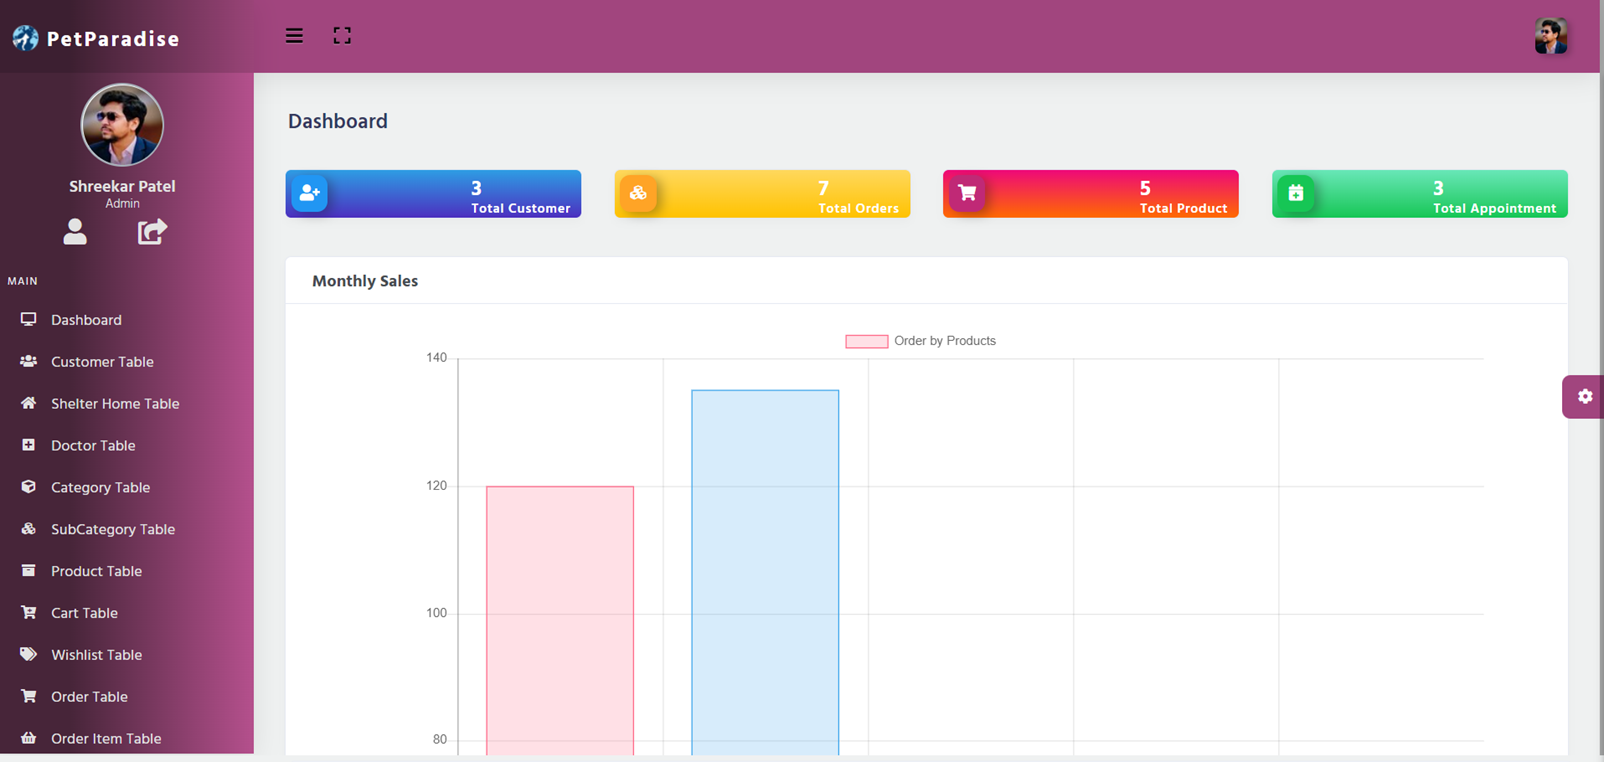 PetParadise
Shreekar Patel
Admin
MAIN
Dashboard
Customer Table
Shelter Home Table
Doctor Table
Category Table
SubCategory Table
Product Table
Cart Table
Wishlist Table
Order Table
Order Item Table
Dashboard
3
Total Customer
7
Total Orders
5
Total Product
3
Total Appointment
Monthly Sales
Order by Products
140
120
100
80